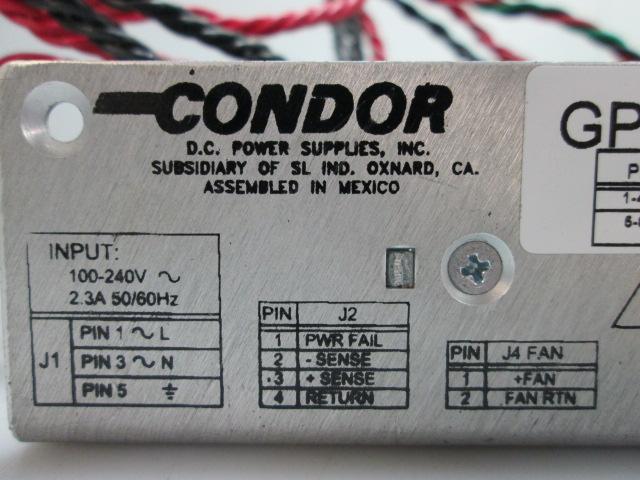 CONDOR
D.C. POWER SUPPLIES, INC.
SUBSIDIARY OF SL IND. OXNARD, CA.
ASSEMBLED IN MEXICO
INPUT:
100-240V ~
2.3A 50/60Hz
J1
PIN 1 ~ L
PIN 3 ~ N
PIN 5 ⏚
PIN J2
1 PWR FAIL
2 - SENSE
3 + SENSE
4 RETURN
PIN J4 FAN
1 +FAN
2 FAN RTN
GP
P
1-4